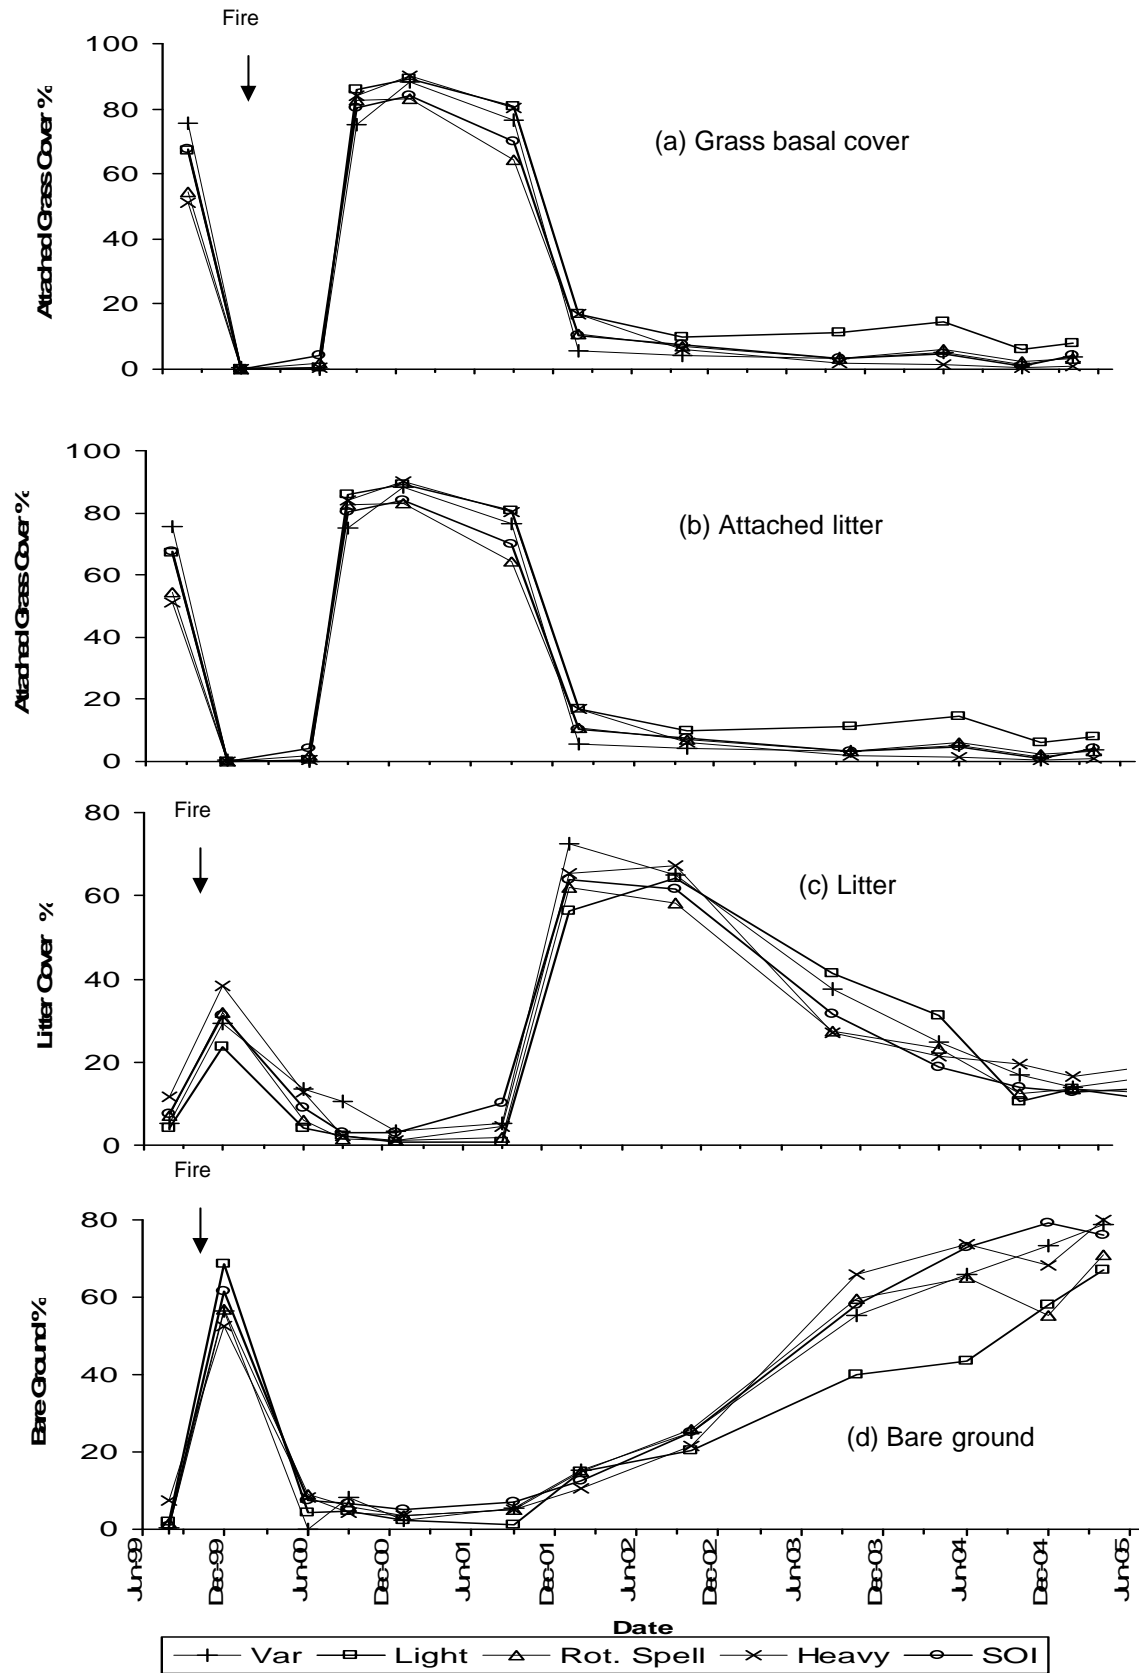 Fire
100
80
60
40
20
0
Attached Grass Cover %
(a) Grass basal cover
100
80
60
40
20
0
Attached Grass Cover %
(b) Attached litter
Fire
80
60
40
20
0
Litter Cover %
(c) Litter
Fire
80
60
40
20
0
Bare Ground %
(d) Bare ground
Jun-99 Dec-99 Jun-00 Dec-00 Jun-01 Dec-01 Jun-02 Dec-02 Jun-03 Dec-03 Jun-04 Dec-04 Jun-05
Date
Var Light Rot. Spell Heavy SOI